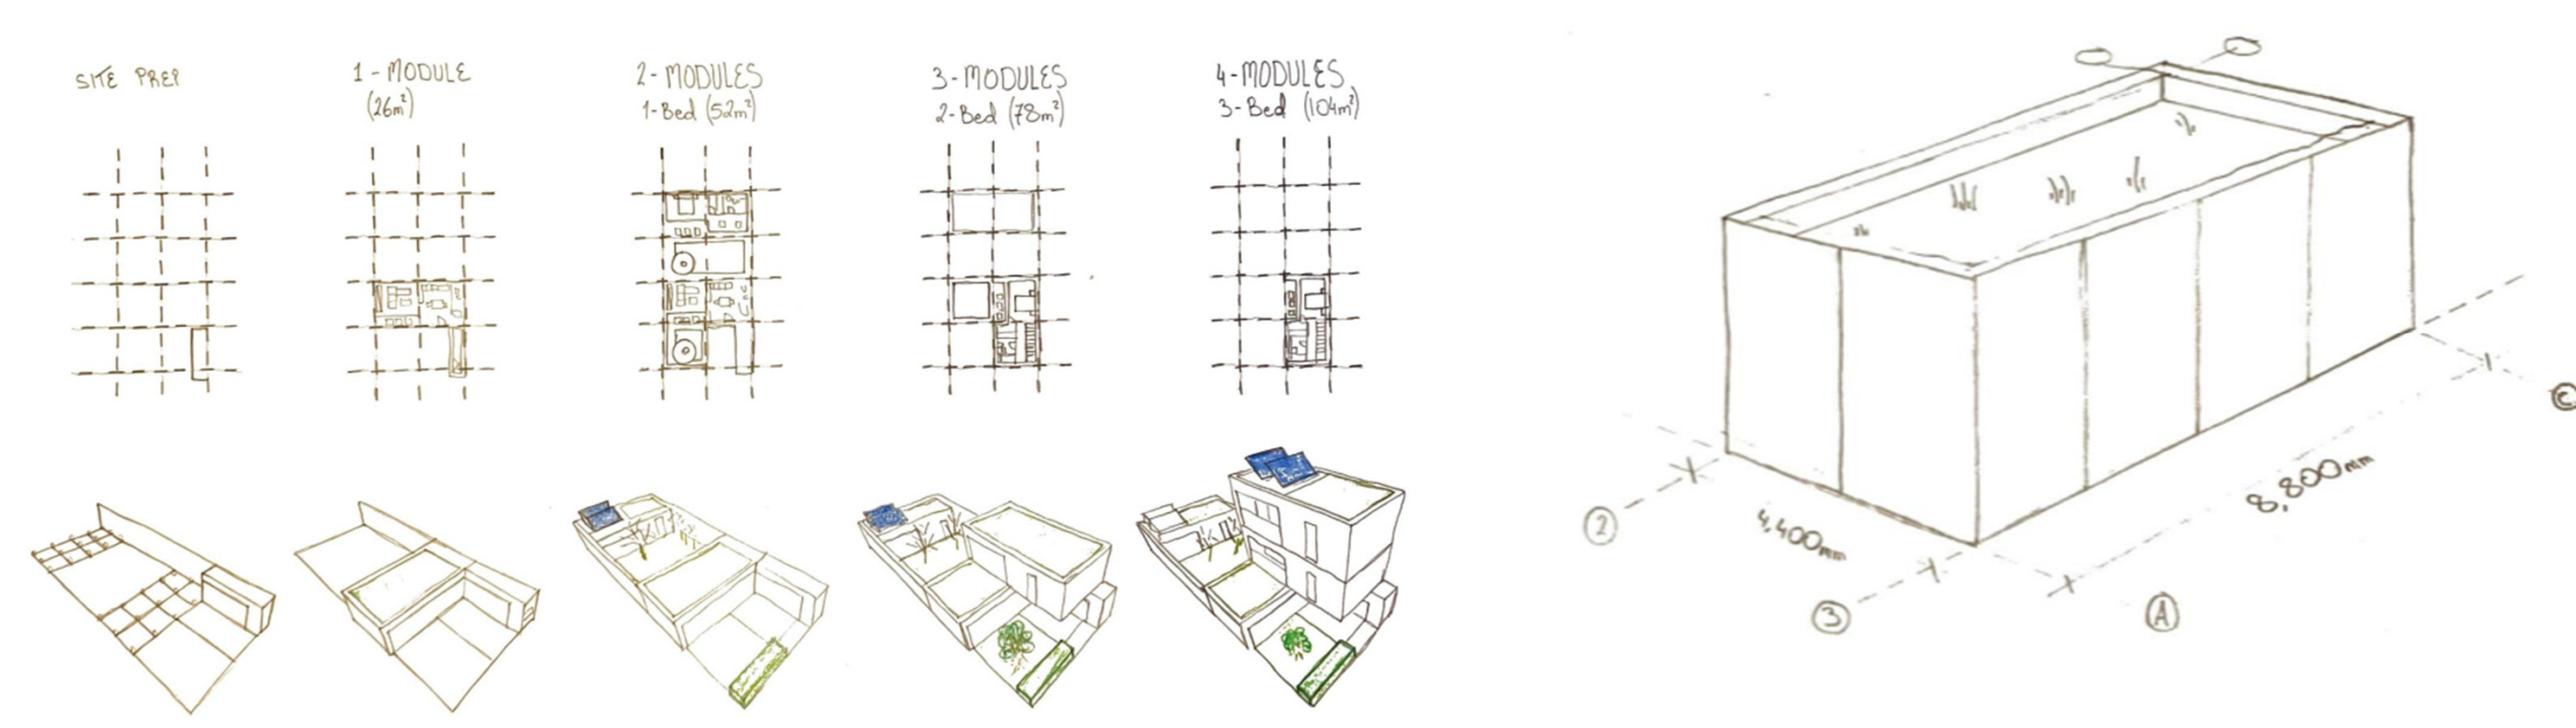 SITE PREP
1-MODULE
(26m²)
2-MODULES
1-Bed (52m²)
3-MODULES
2-Bed (78m²)
4-MODULES
3-Bed (104m²)
2
4,400mm
3
A
8,800mm
C